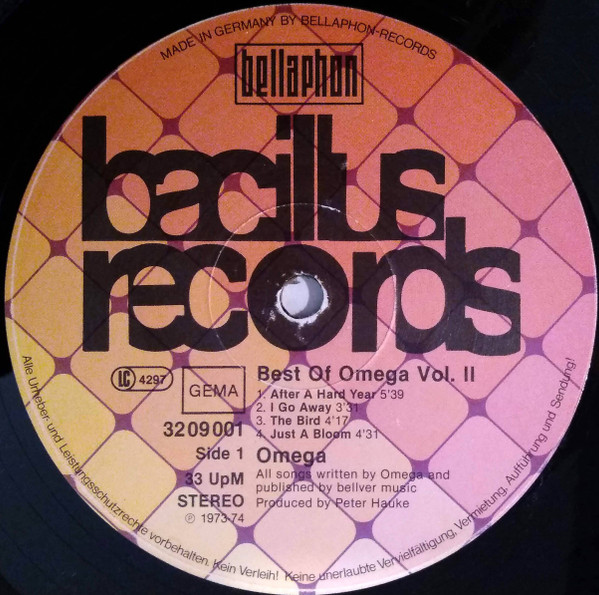 MADE IN GERMANY BY BELLAPHON-RECORDS
bellaphon
bacillus
records
LC 4297
GEMA
3209001
Side 1
33 UpM
STEREO
℗ 1973-74
Best Of Omega Vol. II
1. After A Hard Year 5'39
2. I Go Away 3'31
3. The Bird 4'17
4. Just A Bloom 4'31
Omega
All songs written by Omega and
published by bellver music
Produced by Peter Hauke
Alle Urheber und Leistungsschutzrechte vorbehalten. Kein Verleih! Keine unerlaubte Vervielfältigung, Vermietung, Aufführung und Sendung!